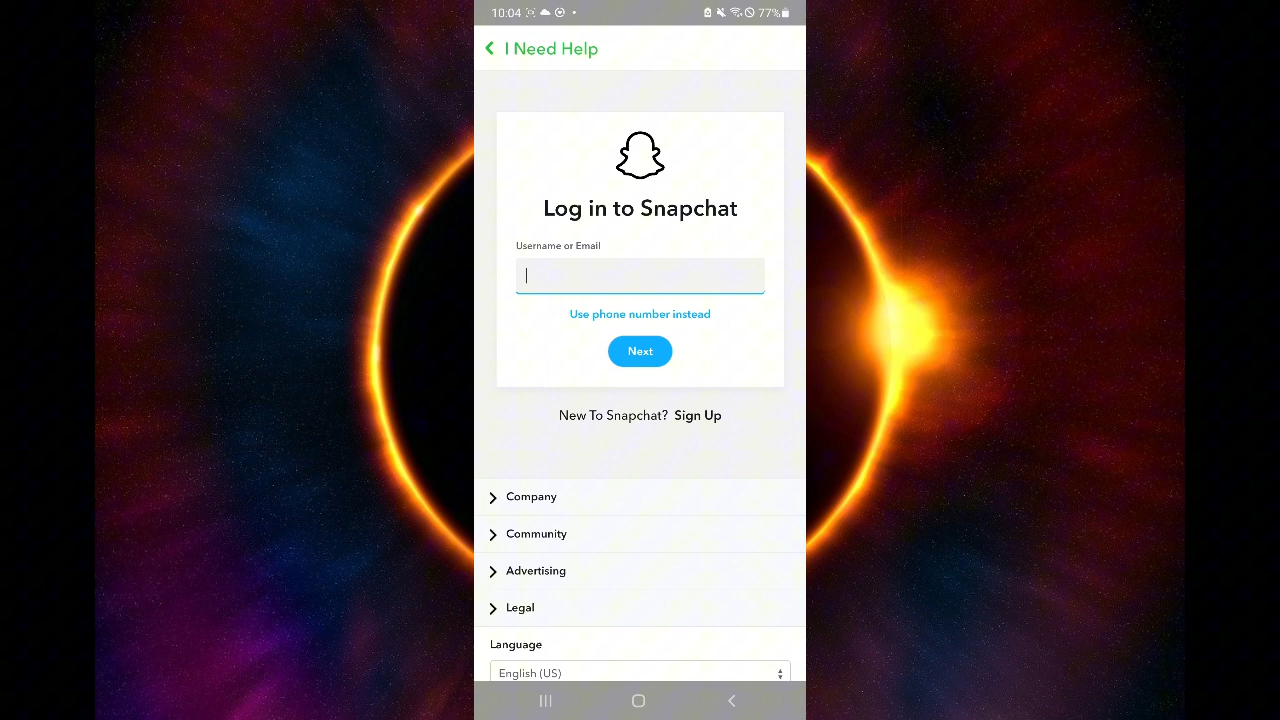 10:04 77%
I Need Help
Log in to Snapchat
Username or Email
Use phone number instead
Next
New To Snapchat? Sign Up
Company
Community
Advertising
Legal
Language
English (US)